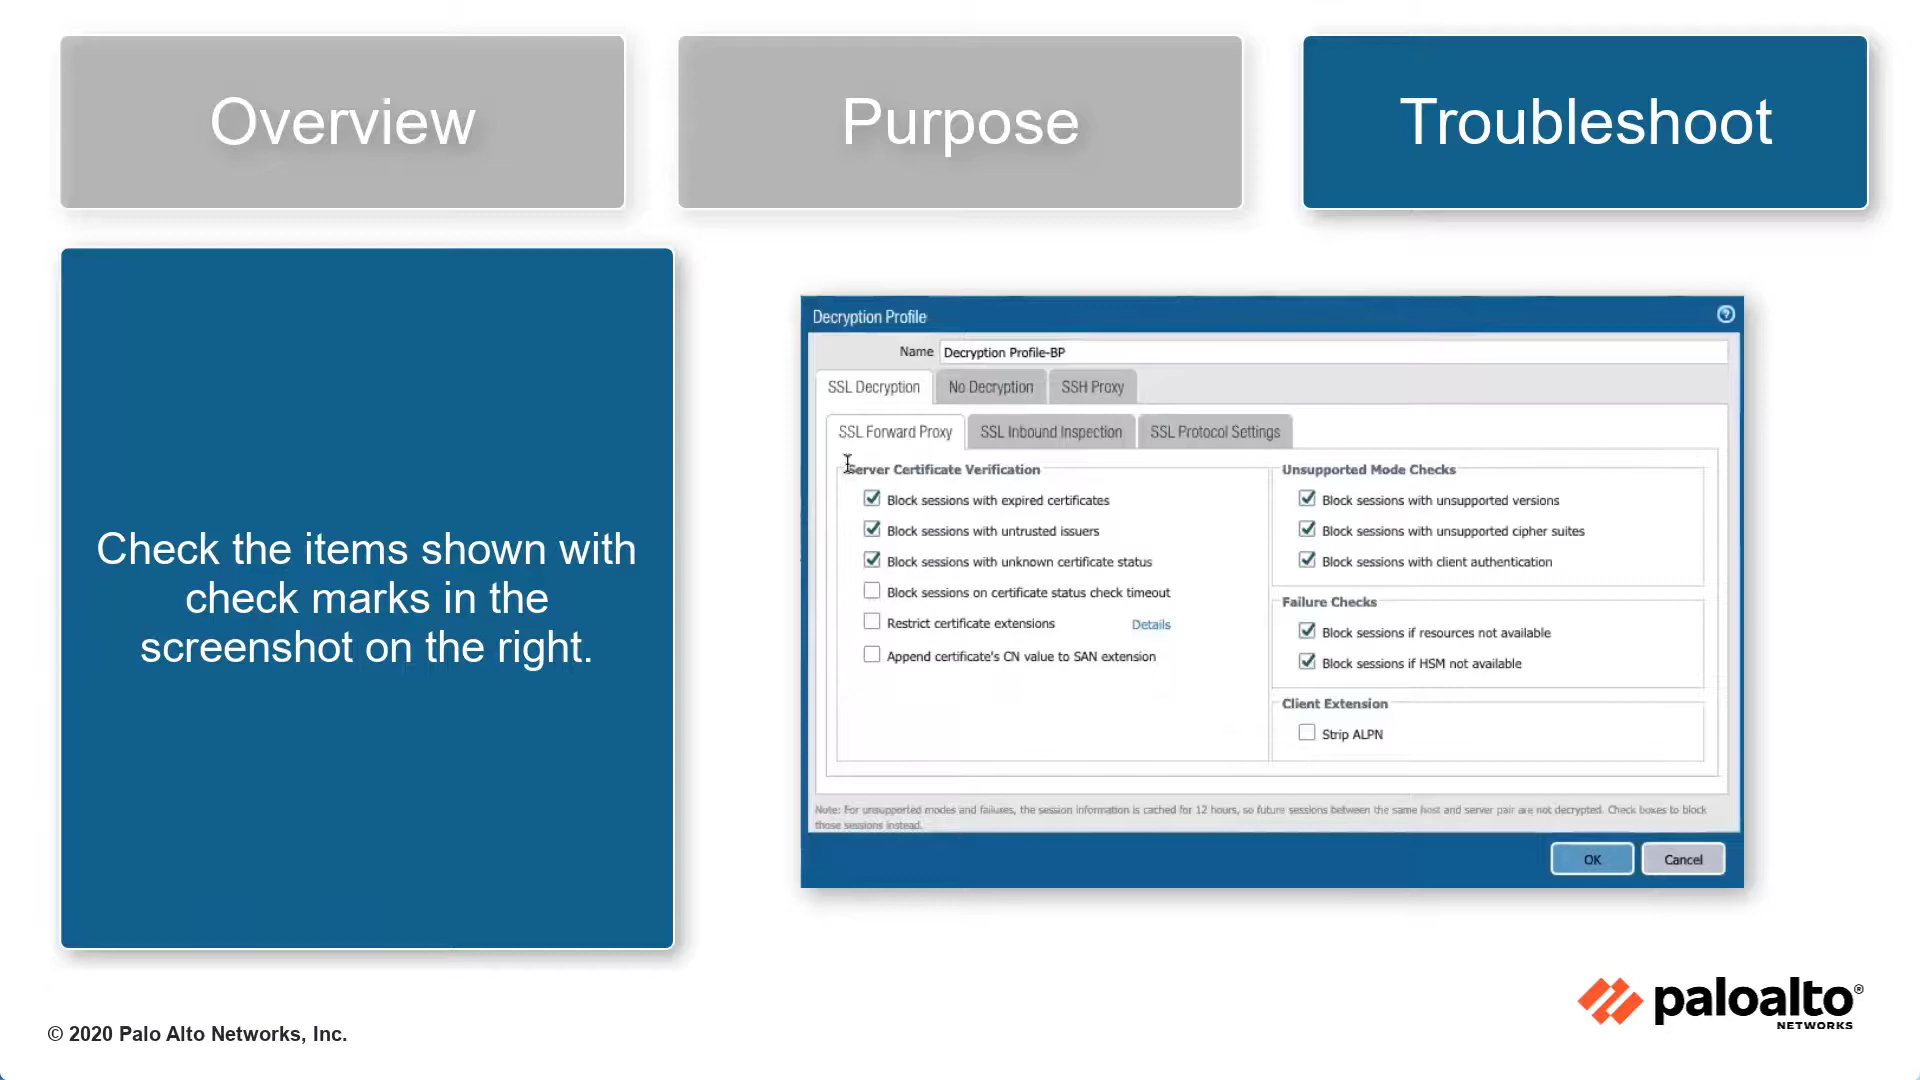 Overview
Purpose
Troubleshoot
Check the items shown with
check marks in the
screenshot on the right.
Decryption Profile
Name Decryption Profile-BP
SSL Decryption No Decryption SSH Proxy
SSL Forward Proxy SSL Inbound Inspection SSL Protocol Settings
Server Certificate Verification
Block sessions with expired certificates
Block sessions with untrusted issuers
Block sessions with unknown certificate status
Block sessions on certificate status check timeout
Restrict certificate extensions Details
Append certificate's CN value to SAN extension
Unsupported Mode Checks
Block sessions with unsupported versions
Block sessions with unsupported cipher suites
Block sessions with client authentication
Failure Checks
Block sessions if resources not available
Block sessions if HSM not available
Client Extension
Strip ALPN
Note: For unsupported modes and failures, the session information is cached for 12 hours, so future sessions between the same host and server pair are not decrypted. Check boxes to block
those sessions instead.
OK Cancel
© 2020 Palo Alto Networks, Inc.
paloalto®
NETWORKS